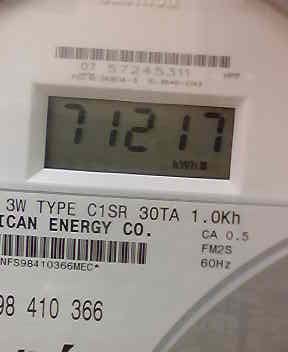 07 57245311
71217
kWh
3W TYPE C1SR 30TA 1.0Kh
ICAN ENERGY CO.
CA 0.5
FM2S
NFS98410366MEC*
60Hz
98 410 366